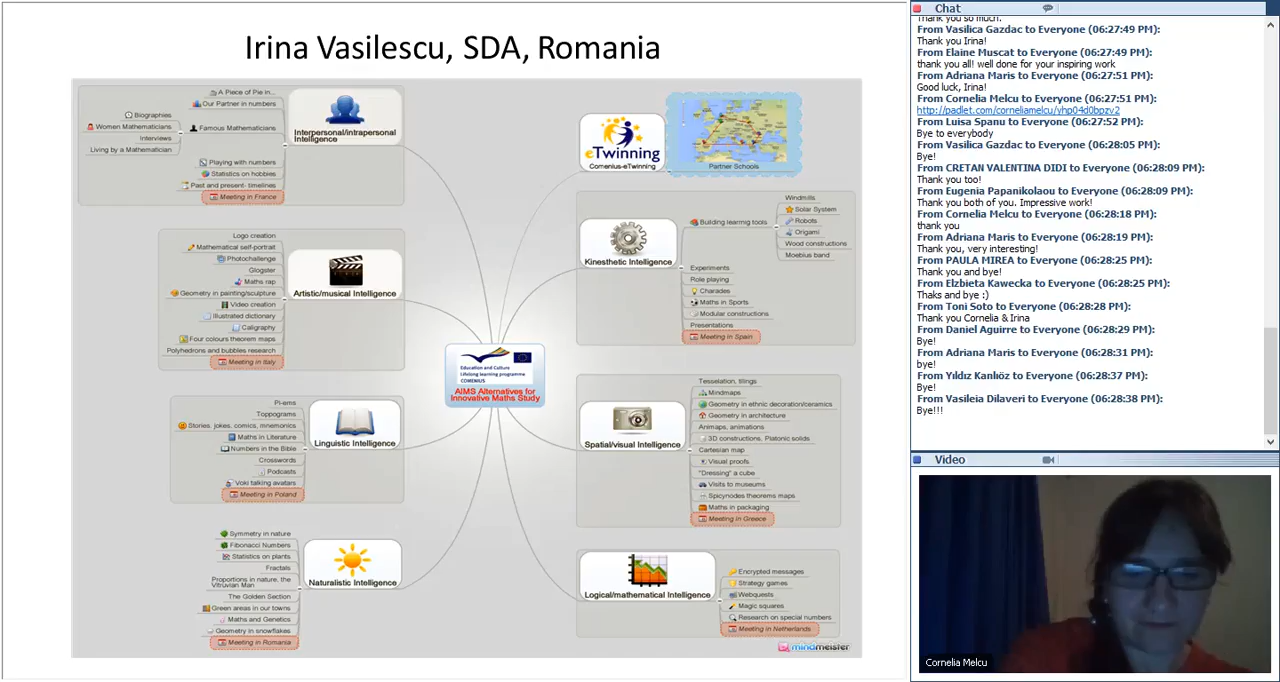 Irina Vasilescu, SDA, Romania
A Piece of Pie in...
Our Partner in numbers
Biographies
Women Mathematicians
Famous Mathematicians
Interviews
Living by a Mathematician
Playing with numbers
Statistics on hobbies
Past and present- timelines
Meeting in France
Interpersonal/intrapersonal
Intelligence
Logo creation
Mathematical self-portrait
Photochallenge
Glogster
Maths rap
Geometry in painting/sculpture
Video creation
Illustrated dictionary
Caligraphy
Four colours theorem maps
Polyhedrons and bubbles research
Meeting in Italy
Artistic/musical Intelligence
Pi-ems
Toppograms
Stories, jokes, comics, mnemonics
Maths in Literature
Numbers in the Bible
Crosswords
Podcasts
Voki talking avatars
Meeting in Poland
Linguistic Intelligence
Symmetry in nature
Fibonacci Numbers
Statistics on plants
Fractals
Proportions in nature, the
Vitruvian Man
The Golden Section
Green areas in our towns
Maths and Genetics
Geometry in snowflakes
Meeting in Romania
Naturalistic Intelligence
Education and Culture
Lifelong learning programme
COMENIUS
AIMS Alternatives for
Innovative Maths Study
eTwinning
Comenius-eTwinning
Partner Schools
Kinesthetic Intelligence
Building learnig tools
Windmills
Solar System
Robots
Origami
Wood constructions
Moebius band
Experiments
Role playing
Charades
Maths in Sports
Modular constructions
Presentations
Meeting in Spain
Spatial/visual Intelligence
Tesselation, tilings
Mindmaps
Geometry in ethnic decoration/ceramics
Geometry in architecture
Animaps, animations
3D constructions. Platonic solids
Cartesian map
Visual proofs
"Dressing" a cube
Visits to museums
Spicynodes theorems maps
Maths in packaging
Meeting in Greece
Logical/mathematical Intelligence
Encrypted messages
Strategy games
Webquests
Magic squares
Research on special numbers
Meeting in Netherlands
mindmeister
Chat
Thank you so much.
From Vasilica Gazdac to Everyone (06:27:49 PM):
Thank you Irina!
From Elaine Muscat to Everyone (06:27:49 PM):
thank you all! well done for your inspiring work
From Adriana Maris to Everyone (06:27:51 PM):
Good luck, Irina!
From Cornelia Melcu to Everyone (06:27:51 PM):
http://padlet.com/corneliamelcu/yhp04d0bpzv2
From Luisa Spanu to Everyone (06:27:52 PM):
Bye to everybody
From Vasilica Gazdac to Everyone (06:28:05 PM):
Bye!
From CRETAN VALENTINA DIDI to Everyone (06:28:09 PM):
Thank you too!
From Eugenia Papanikolaou to Everyone (06:28:09 PM):
Thank you both of you. Impressive work!
From Cornelia Melcu to Everyone (06:28:18 PM):
thank you
From Adriana Maris to Everyone (06:28:19 PM):
Thank you, very interesting!
From PAULA MIREA to Everyone (06:28:25 PM):
Thank you and bye!
From Elzbieta Kawecka to Everyone (06:28:25 PM):
Thaks and bye :)
From Toni Soto to Everyone (06:28:28 PM):
Thank you Cornelia & Irina
From Daniel Aguirre to Everyone (06:28:29 PM):
Bye!
From Adriana Maris to Everyone (06:28:31 PM):
bye!
From Yıldız Kanlıöz to Everyone (06:28:37 PM):
Bye!
From Vasileia Dilaveri to Everyone (06:28:38 PM):
Bye!!!
Video
Cornelia Melcu